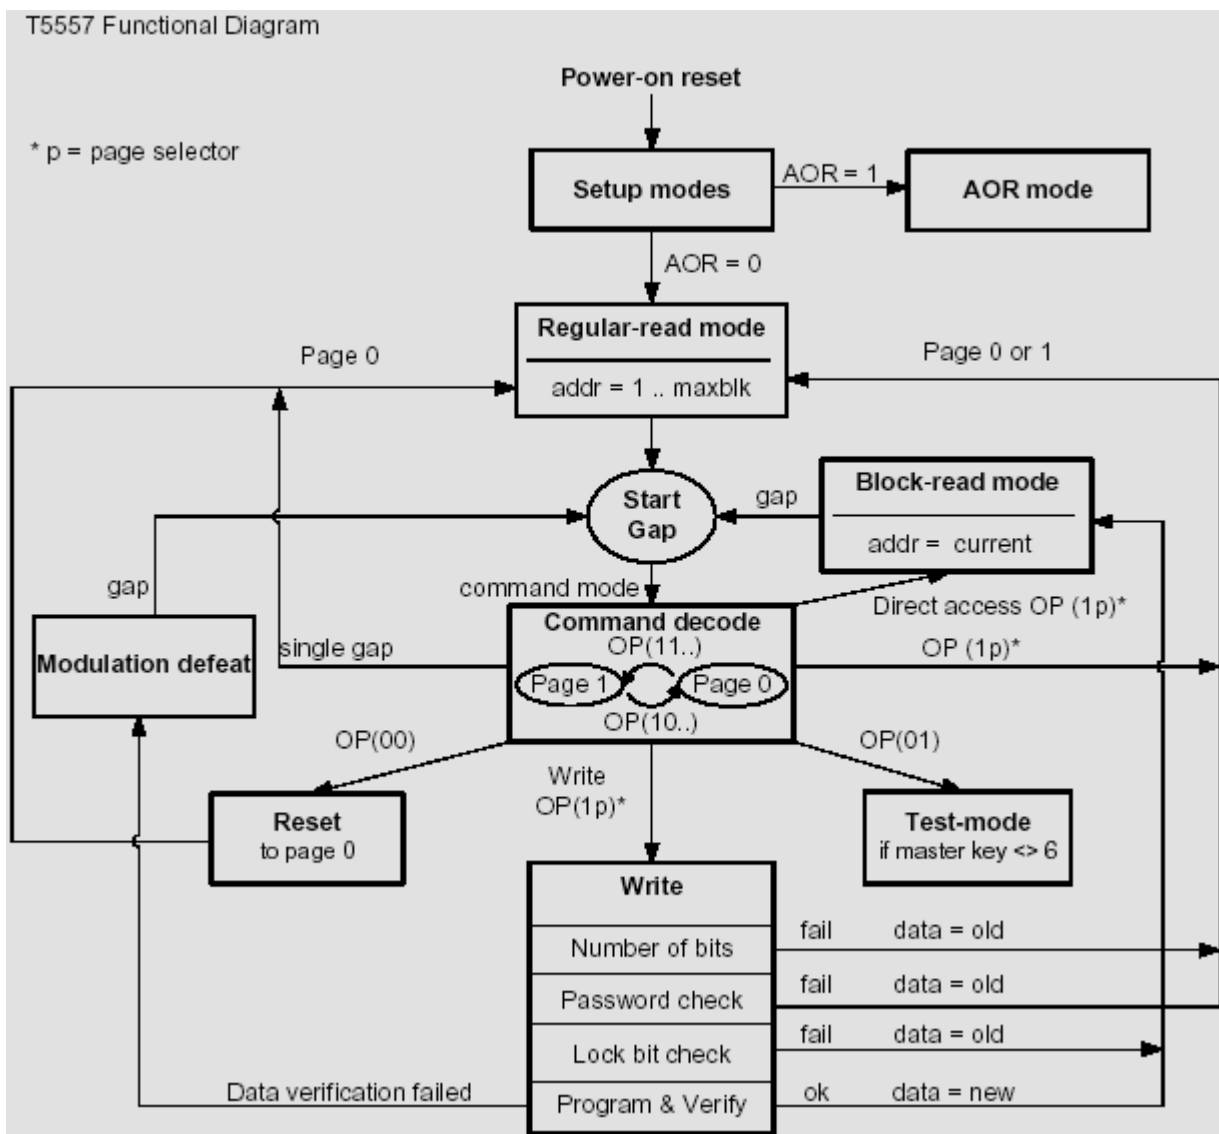 T5557 Functional Diagram
Power-on reset
* p = page selector
Setup modes
AOR = 1
AOR mode
AOR = 0
Regular-read mode
Page 0
Page 0 or 1
addr = 1 .. maxblk
Block-read mode
Start
Gap
gap
addr = current
gap
command mode
Direct access OP (1p)*
Command decode
OP(11..)
single gap
OP (1p)*
Modulation defeat
Page 1
Page 0
OP(10..)
OP(00)
OP(01)
Write
OP(1p)*
Reset
to page 0
Test-mode
if master key <> 6
Write
Number of bits
fail data = old
Password check
fail data = old
Lock bit check
fail data = old
Data verification failed
Program & Verify
ok data = new